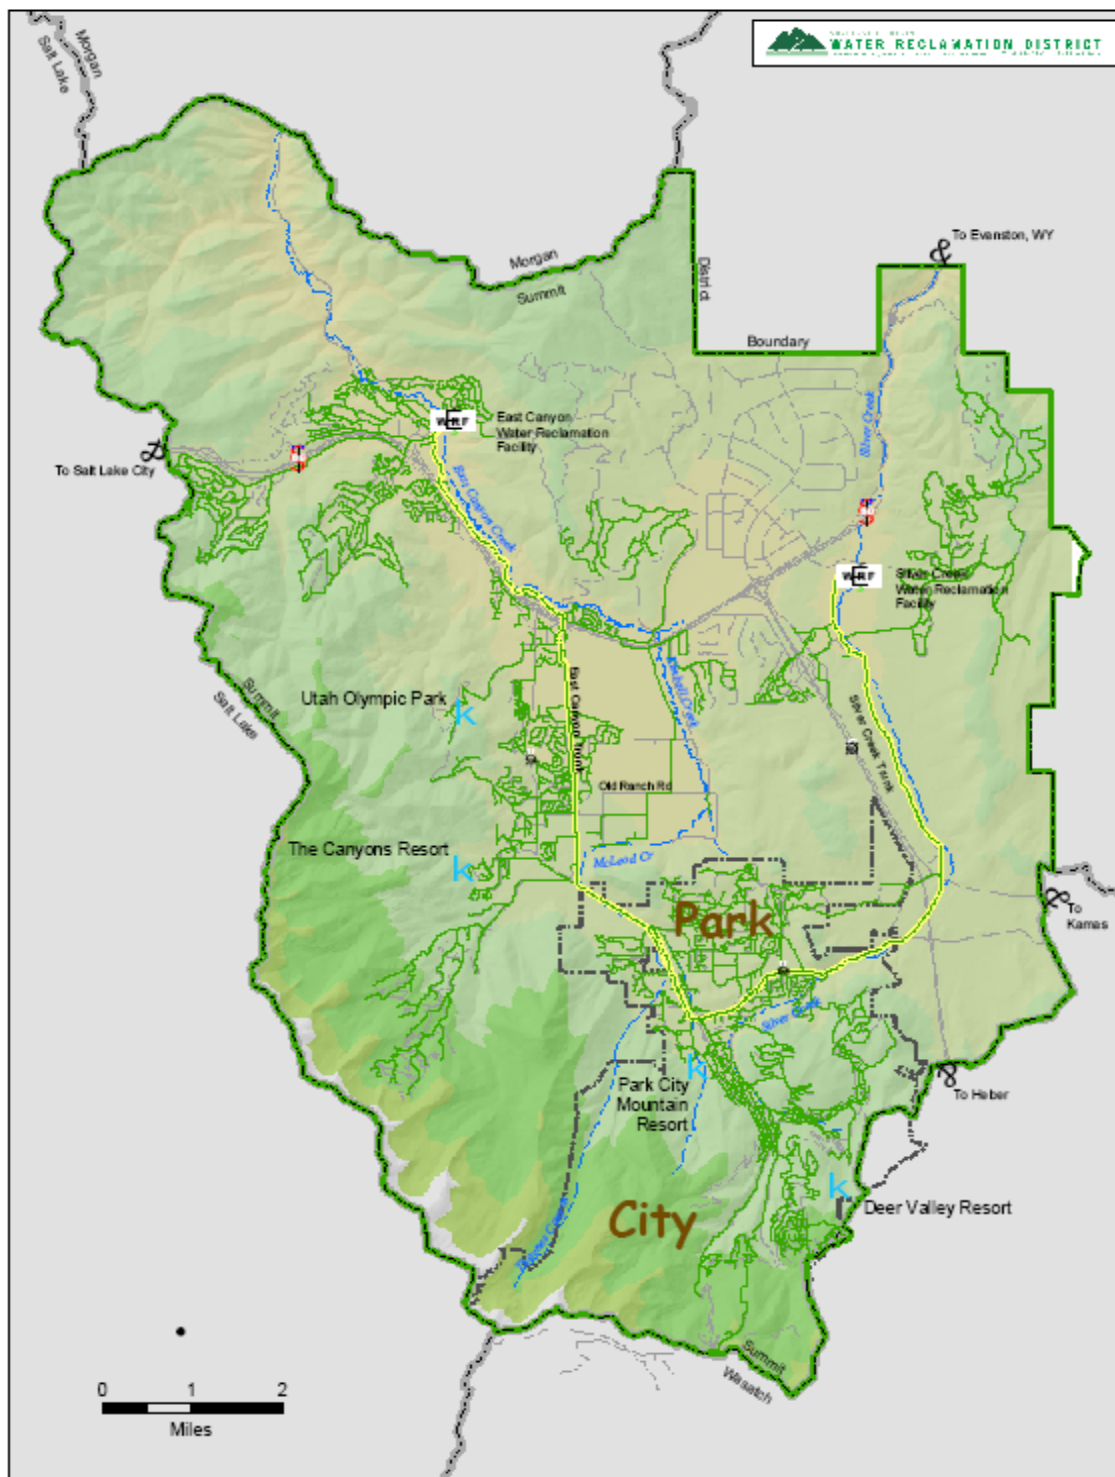 WATER RECLAMATION DISTRICT
Morgan
Salt Lake
To Evanston, WY
Morgan
Summit
District
Boundary
Silver Creek
WRF
East Canyon
Water Reclamation
Facility
To Salt Lake City
East Canyon Creek
WRF
Silver Creek
Water Reclamation
Facility
Summit
Salt Lake
Utah Olympic Park
k
Kimball Creek
East Canyon Trunk
Silver Creek Trunk
Old Ranch Rd
The Canyons Resort
k
McLeod Cr
Park
To
Kamas
Silver Creek
k
Park City
Mountain
Resort
To Heber
k
Deer Valley Resort
City
Summit
Wasatch
0 1 2
Miles